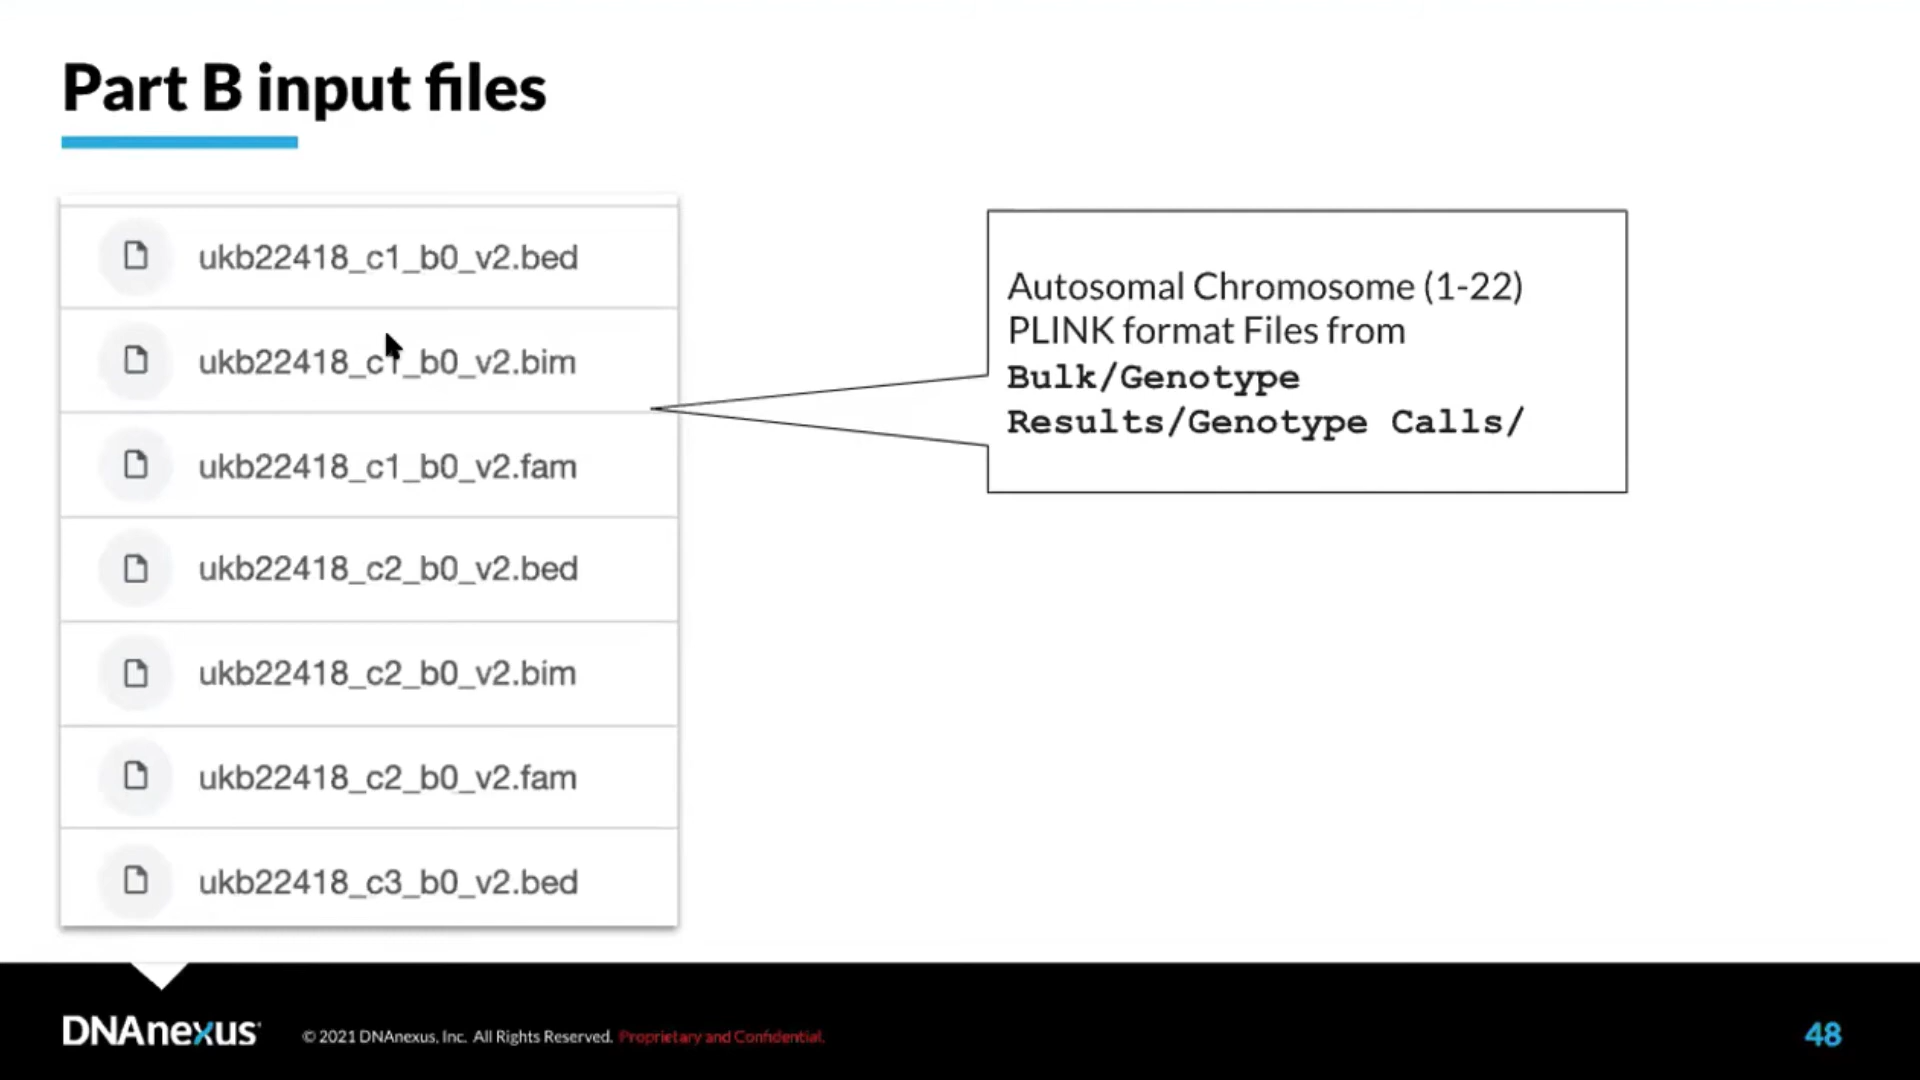 Part B input files
ukb22418_c1_b0_v2.bed
ukb22418_c1_b0_v2.bim
ukb22418_c1_b0_v2.fam
ukb22418_c2_b0_v2.bed
ukb22418_c2_b0_v2.bim
ukb22418_c2_b0_v2.fam
ukb22418_c3_b0_v2.bed
Autosomal Chromosome (1-22)
PLINK format Files from
Bulk/Genotype
Results/Genotype Calls/
DNAnexus
© 2021 DNAnexus, Inc. All Rights Reserved. Proprietary and Confidential.
48